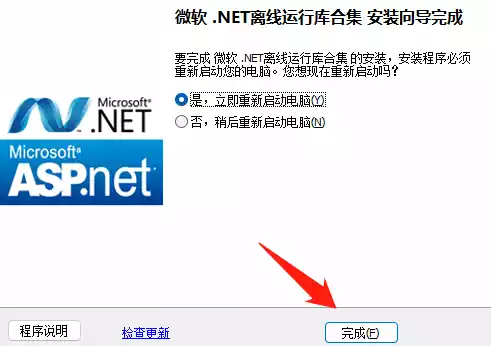 微软 .NET离线运行库合集 安装向导完成
要完成 微软 .NET离线运行库合集 的安装，安装程序必须
重新启动您的电脑。您想现在重新启动吗？
是，立即重新启动电脑(Y)
否，稍后重新启动电脑(N)
Microsoft®
.NET
Microsoft®
ASP.net
程序说明
检查更新
完成(F)